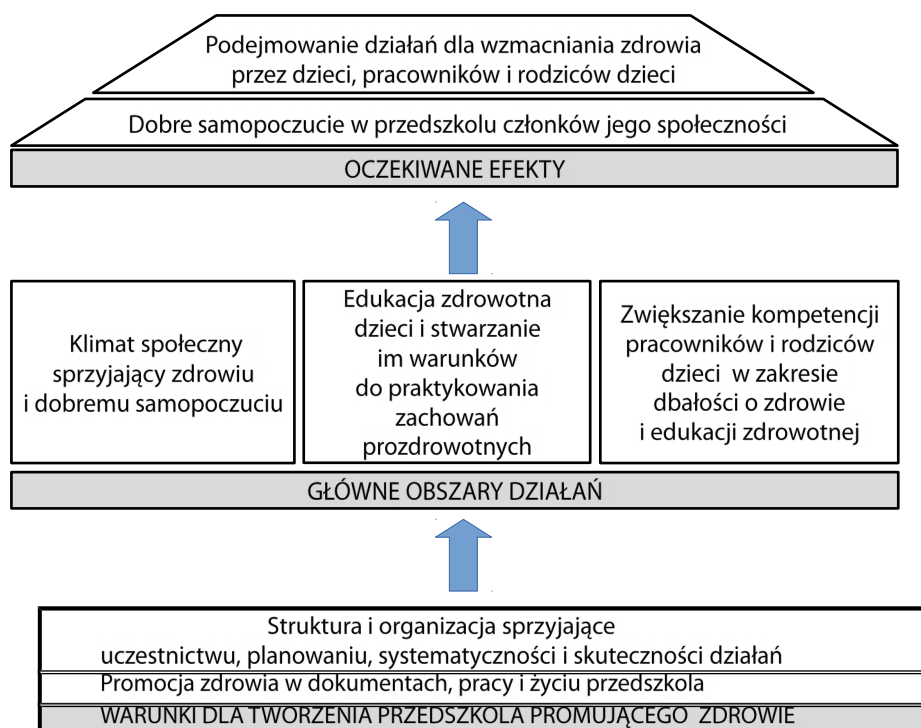 Podejmowanie działań dla wzmacniania zdrowia
przez dzieci, pracowników i rodziców dzieci
Dobre samopoczucie w przedszkolu członków jego społeczności
OCZEKIWANE EFEKTY
Klimat społeczny
sprzyjający zdrowiu
i dobremu samopoczuciu
Edukacja zdrowotna
dzieci i stwarzanie
im warunków
do praktykowania
zachowań
prozdrowotnych
Zwiększanie kompetencji
pracowników i rodziców
dzieci w zakresie
dbałości o zdrowie
i edukacji zdrowotnej
GŁÓWNE OBSZARY DZIAŁAŃ
Struktura i organizacja sprzyjające
uczestnictwu, planowaniu, systematyczności i skuteczności działań
Promocja zdrowia w dokumentach, pracy i życiu przedszkola
WARUNKI DLA TWORZENIA PRZEDSZKOLA PROMUJĄCEGO ZDROWIE